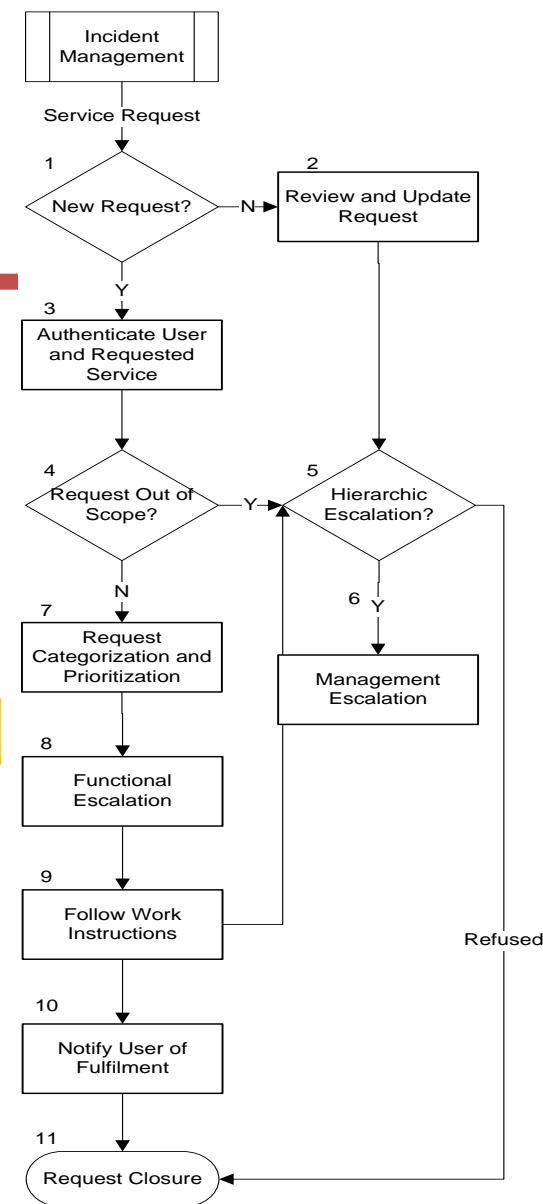 Incident
Management
Service Request
1
New Request?
N
2
Review and Update
Request
Y
3
Authenticate User
and Requested
Service
4
Request Out of
Scope?
Y
5
Hierarchic
Escalation?
N
6
Y
7
Request
Categorization and
Prioritization
Management
Escalation
8
Functional
Escalation
9
Follow Work
Instructions
Refused
10
Notify User of
Fulfilment
11
Request Closure